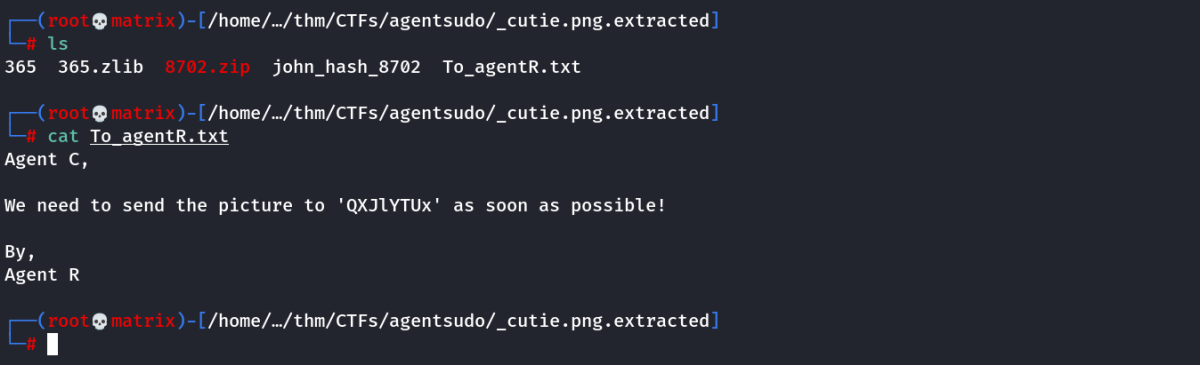 ┌──(root💀matrix)-[/home/…/thm/CTFs/agentsudo/_cutie.png.extracted]
└─# ls
365  365.zlib  8702.zip  john_hash_8702  To_agentR.txt
┌──(root💀matrix)-[/home/…/thm/CTFs/agentsudo/_cutie.png.extracted]
└─# cat To_agentR.txt
Agent C,
We need to send the picture to 'QXJlYTUx' as soon as possible!
By,
Agent R
┌──(root💀matrix)-[/home/…/thm/CTFs/agentsudo/_cutie.png.extracted]
└─#